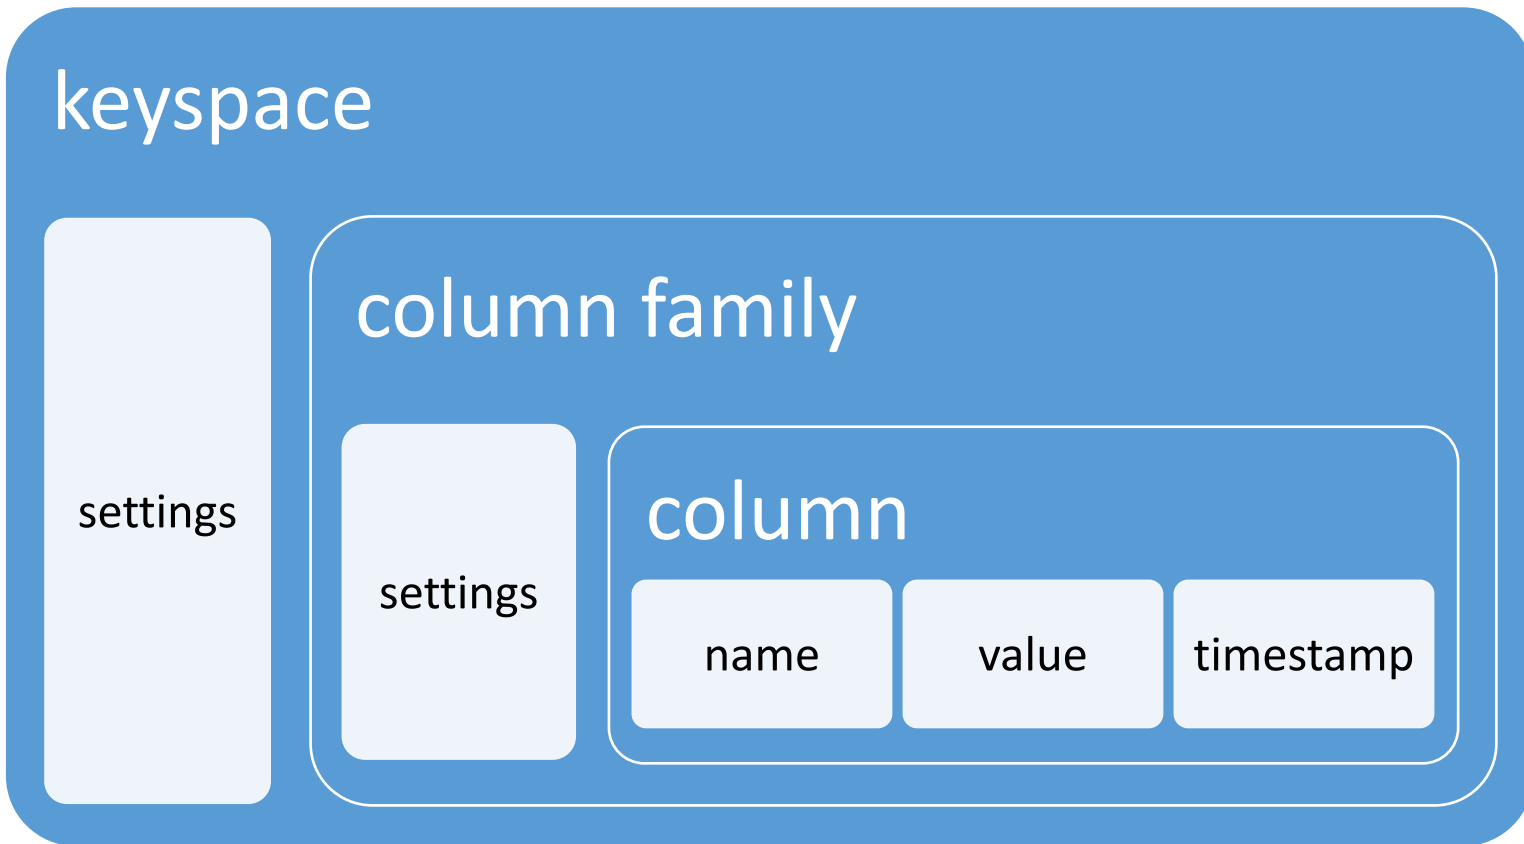 keyspace
settings
column family
settings
column
name
value
timestamp